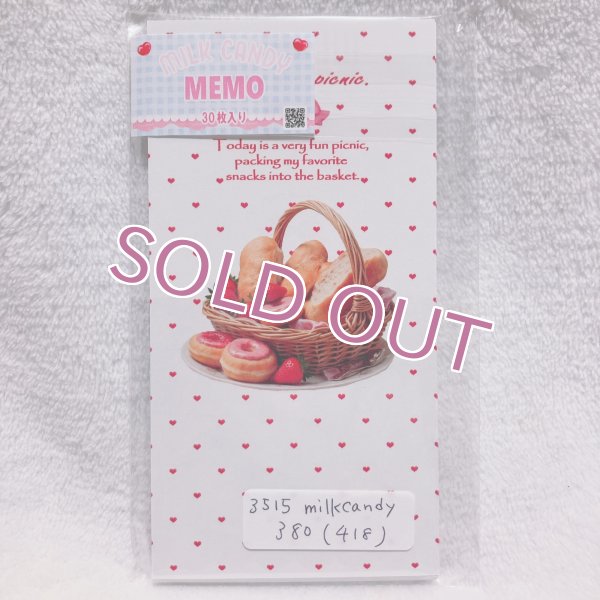 MILK CANDY
MEMO
30枚入り
picnic.
Today is a very fun picnic,
packing my favorite
snacks into the basket.
SOLD OUT
3515 milkcandy
380 (418)